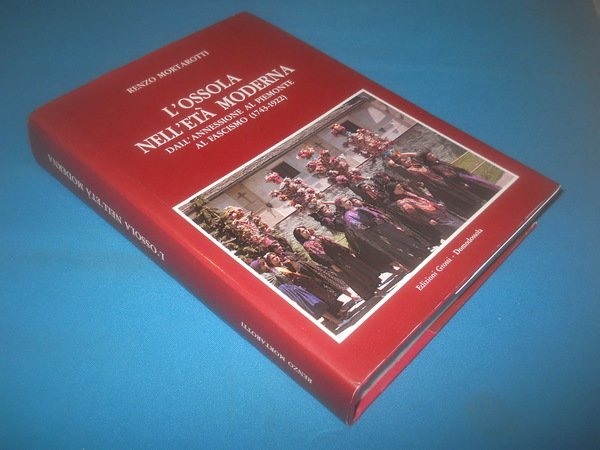 RENZO MORTAROTTI
L'OSSOLA
NELL'ETÀ MODERNA
DALL'ANNESSIONE AL PIEMONTE
AL FASCISMO (1743-1922)
Edizioni Grossi - Domodossola
L'OSSOLA NELL'ETÀ MODERNA
RENZO MORTAROTTI